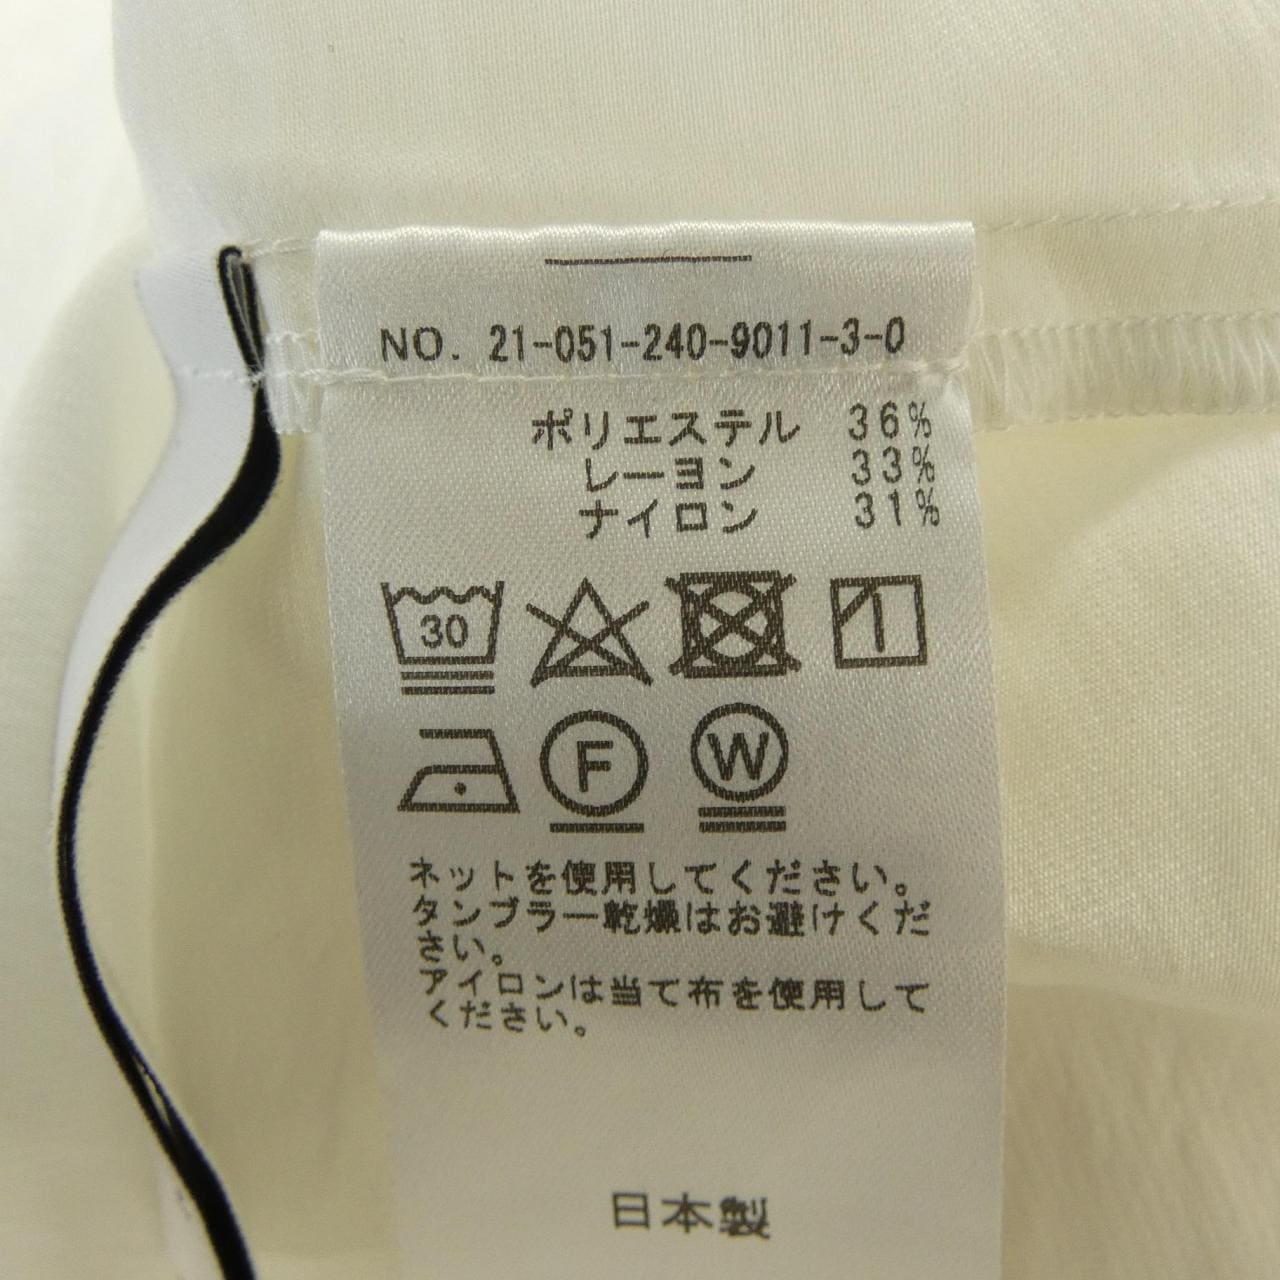 NO. 21-051-240-9011-3-0
ポリエステル 36%
レーヨン 33%
ナイロン 31%
30
F
W
ネットを使用してください。
タンブラー乾燥はお避けくだ
さい。
アイロンは当て布を使用して
ください。
日本製